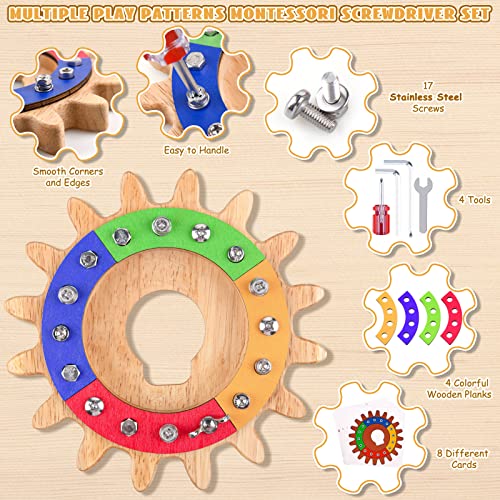 MULTIPLE PLAY PATTERNS MONTESSORI SCREWDRIVER SET
Smooth Corners
and Edges
Easy to Handle
17
Stainless Steel
Screws
4 Tools
4 Colorful
Wooden Planks
8 Different
Cards